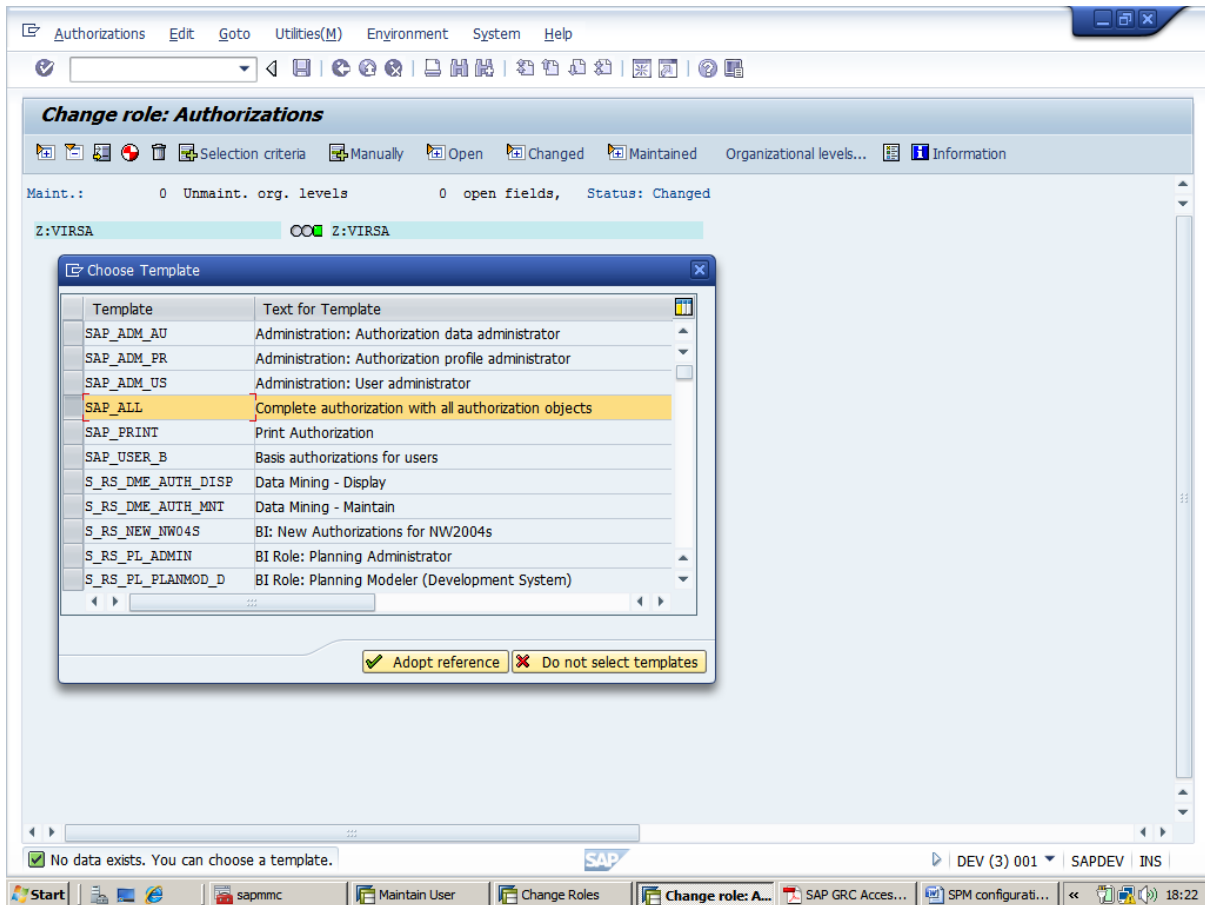 Authorizations Edit Goto Utilities(M) Environment System Help
Change role: Authorizations
Selection criteria Manually Open Changed Maintained Organizational levels... Information
Maint.: 0 Unmaint. org. levels 0 open fields, Status: Changed
Z:VIRSA Z:VIRSA
Choose Template
Template Text for Template
SAP_ADM_AU Administration: Authorization data administrator
SAP_ADM_PR Administration: Authorization profile administrator
SAP_ADM_US Administration: User administrator
SAP_ALL Complete authorization with all authorization objects
SAP_PRINT Print Authorization
SAP_USER_B Basis authorizations for users
S_RS_DME_AUTH_DISP Data Mining - Display
S_RS_DME_AUTH_MNT Data Mining - Maintain
S_RS_NEW_NW04S BI: New Authorizations for NW2004s
S_RS_PL_ADMIN BI Role: Planning Administrator
S_RS_PL_PLANMOD_D BI Role: Planning Modeler (Development System)
Adopt reference Do not select templates
No data exists. You can choose a template. SAP DEV (3) 001 SAPDEV INS
Start sapmmc Maintain User Change Roles Change role: A... SAP GRC Acces... SPM configurati... « 18:22